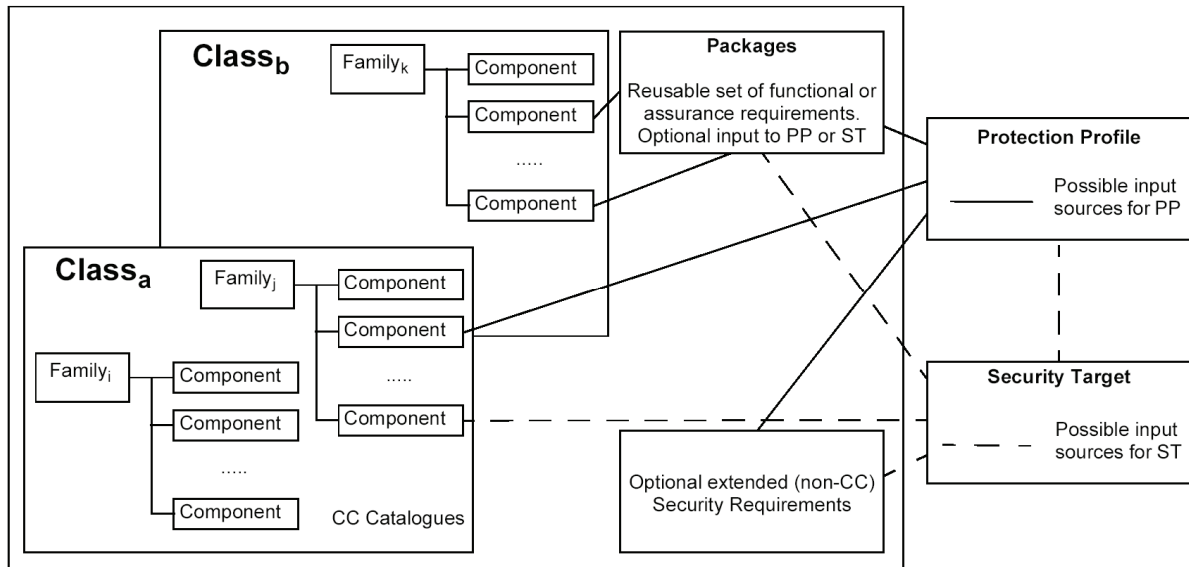 Class_b
Family_k
Component
Component
.....
Component
Packages
Reusable set of functional or
assurance requirements.
Optional input to PP or ST
Protection Profile
Possible input
sources for PP
Class_a
Family_j
Component
Component
.....
Component
Family_i
Component
Component
.....
Component
CC Catalogues
Optional extended (non-CC)
Security Requirements
Security Target
Possible input
sources for ST